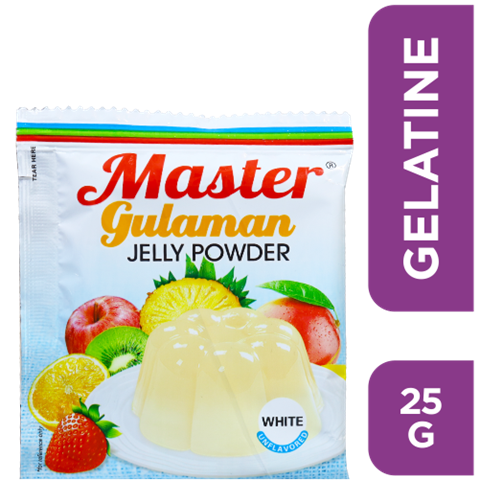 GELATINE
TEAR HERE
Master®
Gulaman
JELLY POWDER
WHITE
UNFLAVORED
25
G